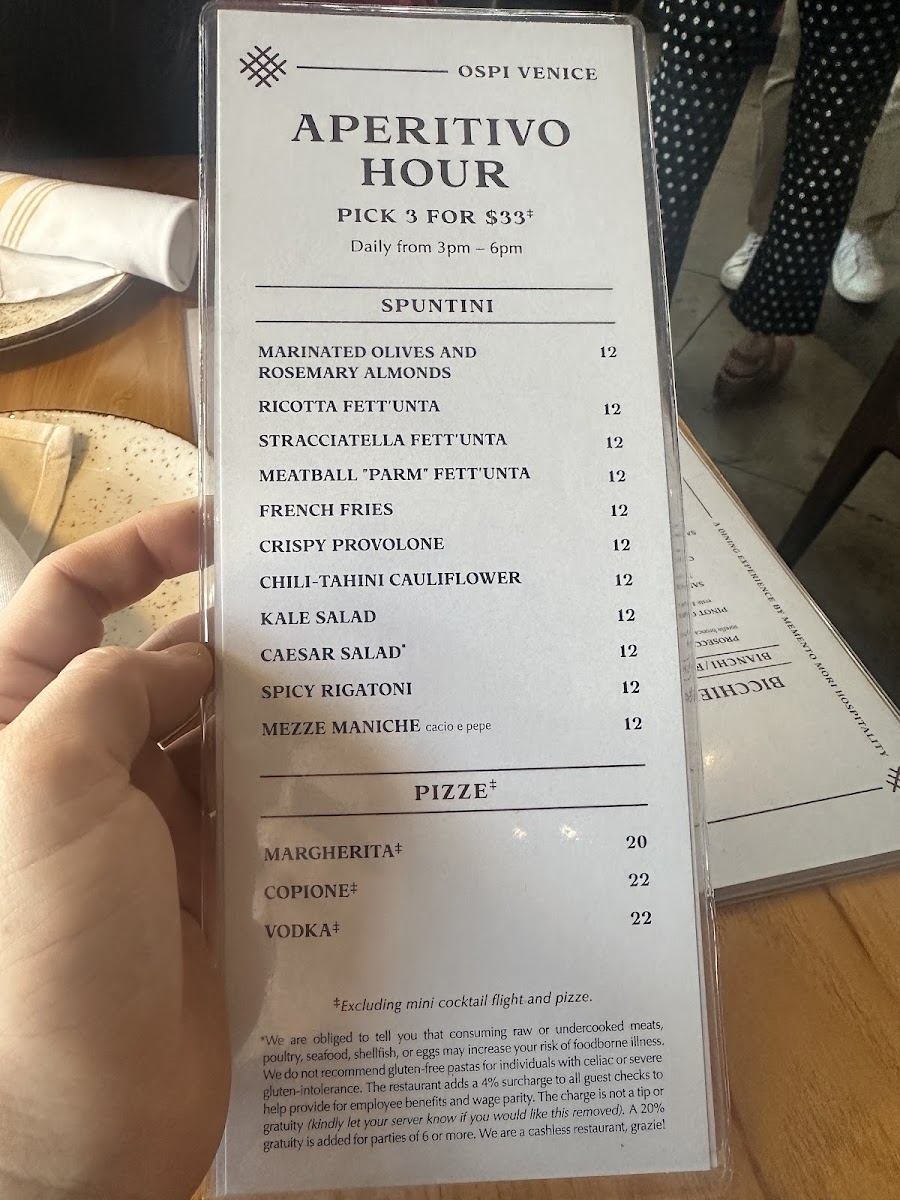 OSPI VENICE
APERITIVO
HOUR
PICK 3 FOR $33‡
Daily from 3pm – 6pm
SPUNTINI
MARINATED OLIVES AND 12
ROSEMARY ALMONDS
RICOTTA FETT'UNTA 12
STRACCIATELLA FETT'UNTA 12
MEATBALL "PARM" FETT'UNTA 12
FRENCH FRIES 12
CRISPY PROVOLONE 12
CHILI-TAHINI CAULIFLOWER 12
KALE SALAD 12
CAESAR SALAD* 12
SPICY RIGATONI 12
MEZZE MANICHE cacio e pepe 12
PIZZE‡
MARGHERITA‡ 20
COPIONE‡ 22
VODKA‡ 22
‡Excluding mini cocktail flight and pizze.
*We are obliged to tell you that consuming raw or undercooked meats,
poultry, seafood, shellfish, or eggs may increase your risk of foodborne illness.
We do not recommend gluten-free pastas for individuals with celiac or severe
gluten-intolerance. The restaurant adds a 4% surcharge to all guest checks to
help provide for employee benefits and wage parity. The charge is not a tip or
gratuity (kindly let your server know if you would like this removed). A 20%
gratuity is added for parties of 6 or more. We are a cashless restaurant, grazie!
A DINING EXPERIENCE BY MEMENTO MORI HOSPITALITY
BIANCHI/
PINOT